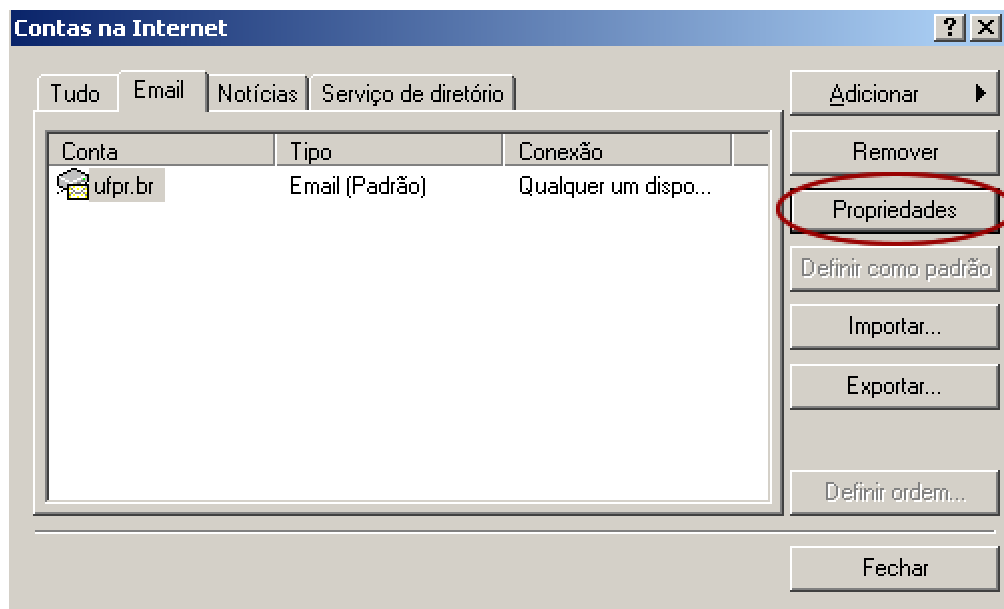 Contas na Internet
Tudo Email Notícias Serviço de diretório
Conta Tipo Conexão
ufpr.br Email (Padrão) Qualquer um dispo...
Adicionar
Remover
Propriedades
Definir como padrão
Importar...
Exportar...
Definir ordem...
Fechar